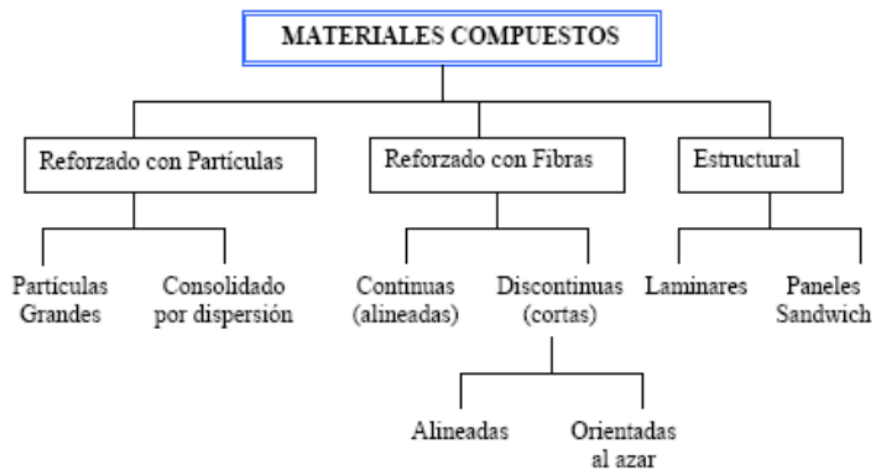 MATERIALES COMPUESTOS
Reforzado con Partículas
Reforzado con Fibras
Estructural
Partículas
Grandes
Consolidado
por dispersión
Continuas
(alineadas)
Discontinuas
(cortas)
Laminares
Paneles
Sandwich
Alineadas
Orientadas
al azar